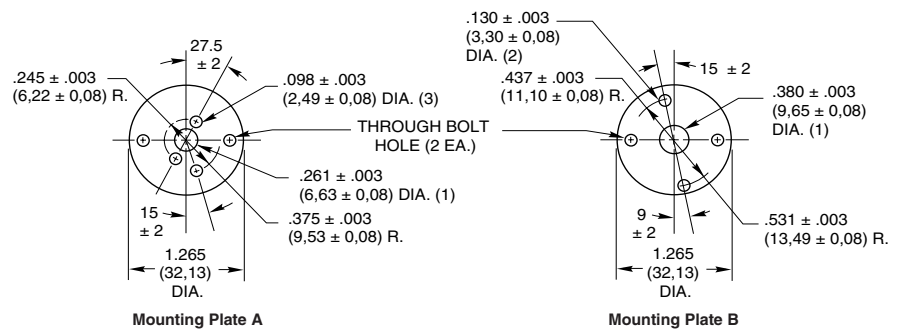 27.5
± 2
.245 ± .003
(6,22 ± 0,08) R.
.098 ± .003
(2,49 ± 0,08) DIA. (3)
THROUGH BOLT
HOLE (2 EA.)
.261 ± .003
(6,63 ± 0,08) DIA. (1)
.375 ± .003
(9,53 ± 0,08) R.
15
± 2
1.265
(32,13)
DIA.
Mounting Plate A
.130 ± .003
(3,30 ± 0,08)
DIA. (2)
15 ± 2
.437 ± .003
(11,10 ± 0,08) R.
.380 ± .003
(9,65 ± 0,08)
DIA. (1)
9
± 2
.531 ± .003
(13,49 ± 0,08) R.
1.265
(32,13)
DIA.
Mounting Plate B